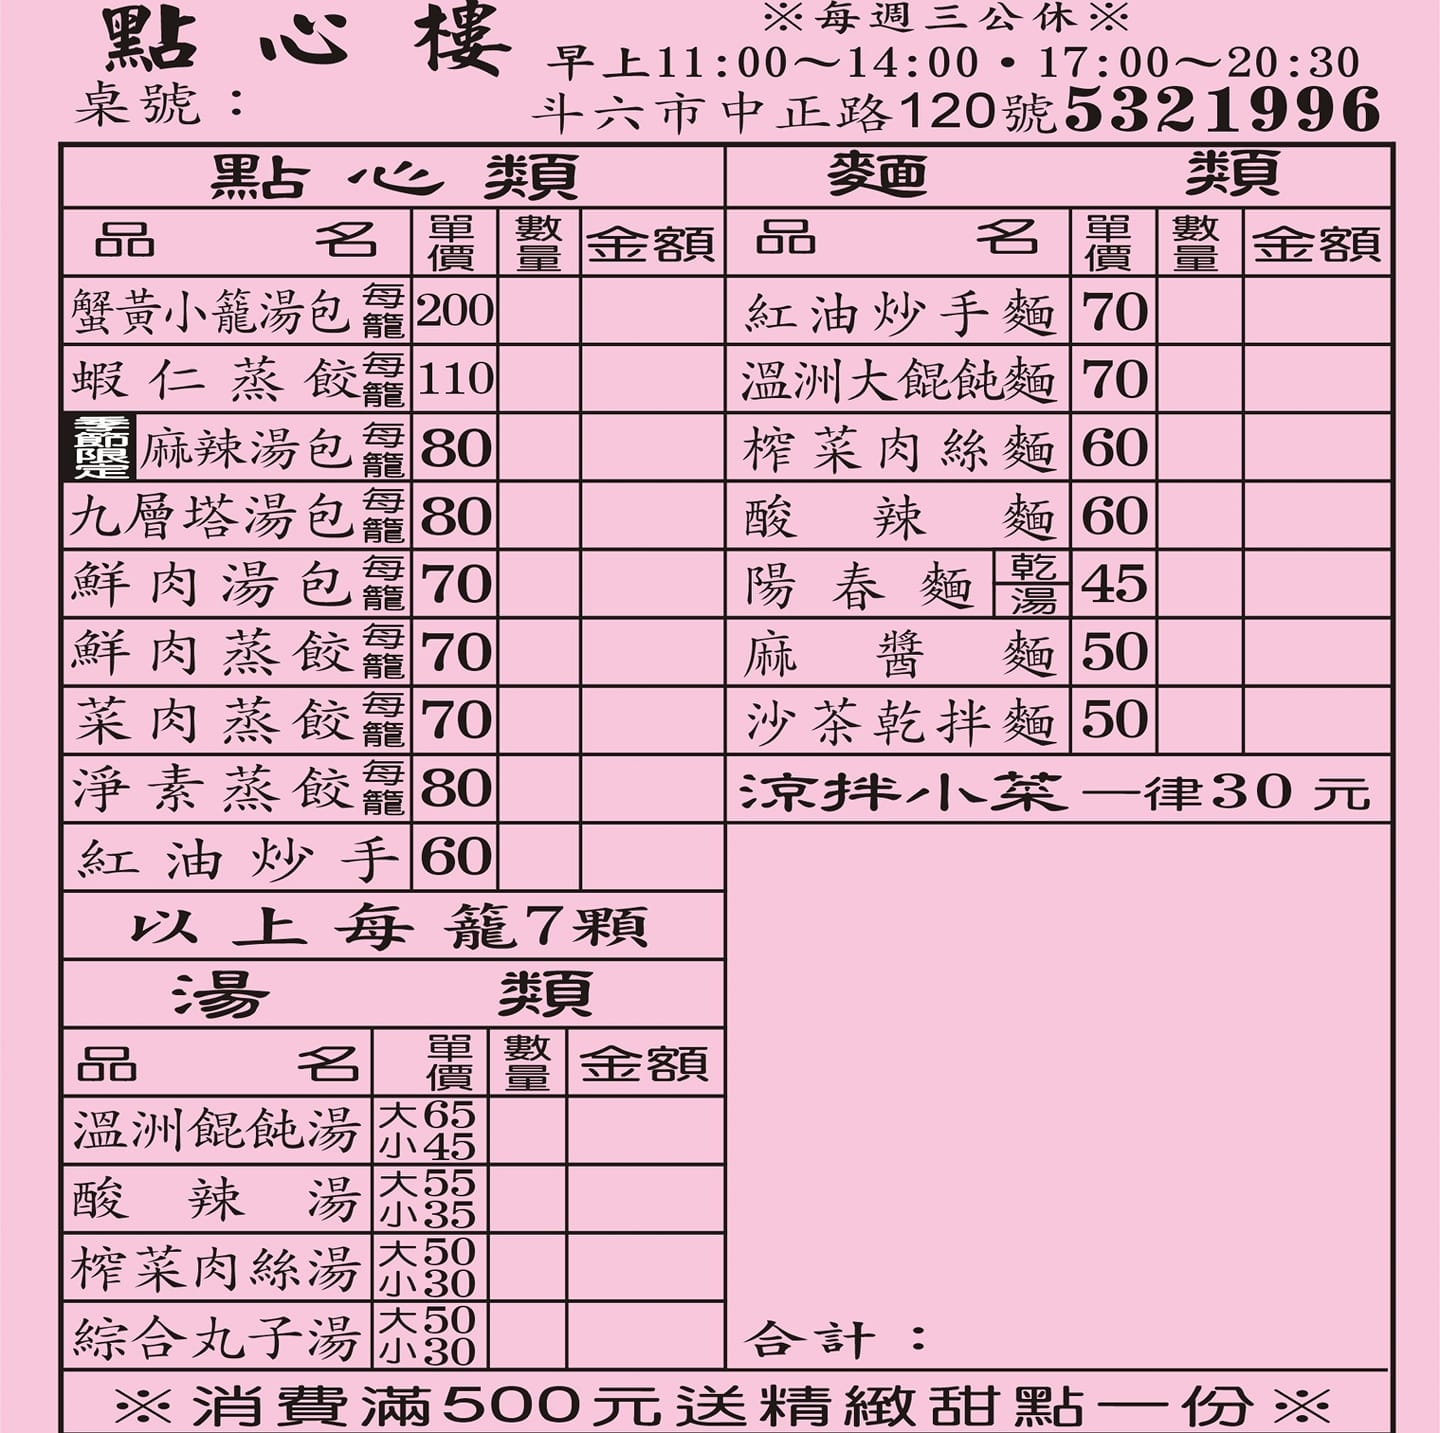 點心樓
※每週三公休※
早上11:00～14:00・17:00～20:30
桌號：
斗六市中正路120號5321996
點心類
品名 單價 數量 金額
蟹黃小籠湯包 每籠 200
蝦仁蒸餃 每籠 110
季節限定 麻辣湯包 每籠 80
九層塔湯包 每籠 80
鮮肉湯包 每籠 70
鮮肉蒸餃 每籠 70
菜肉蒸餃 每籠 70
淨素蒸餃 每籠 80
紅油炒手 60
以上每籠7顆
湯類
品名 單價 數量 金額
溫洲餛飩湯 大65 小45
酸辣湯 大55 小35
榨菜肉絲湯 大50 小30
綜合丸子湯 大50 小30
麵類
品名 單價 數量 金額
紅油炒手麵 70
溫洲大餛飩麵 70
榨菜肉絲麵 60
酸辣麵 60
陽春麵 乾 湯 45
麻醬麵 50
沙茶乾拌麵 50
涼拌小菜一律30元
合計：
※消費滿500元送精緻甜點一份※